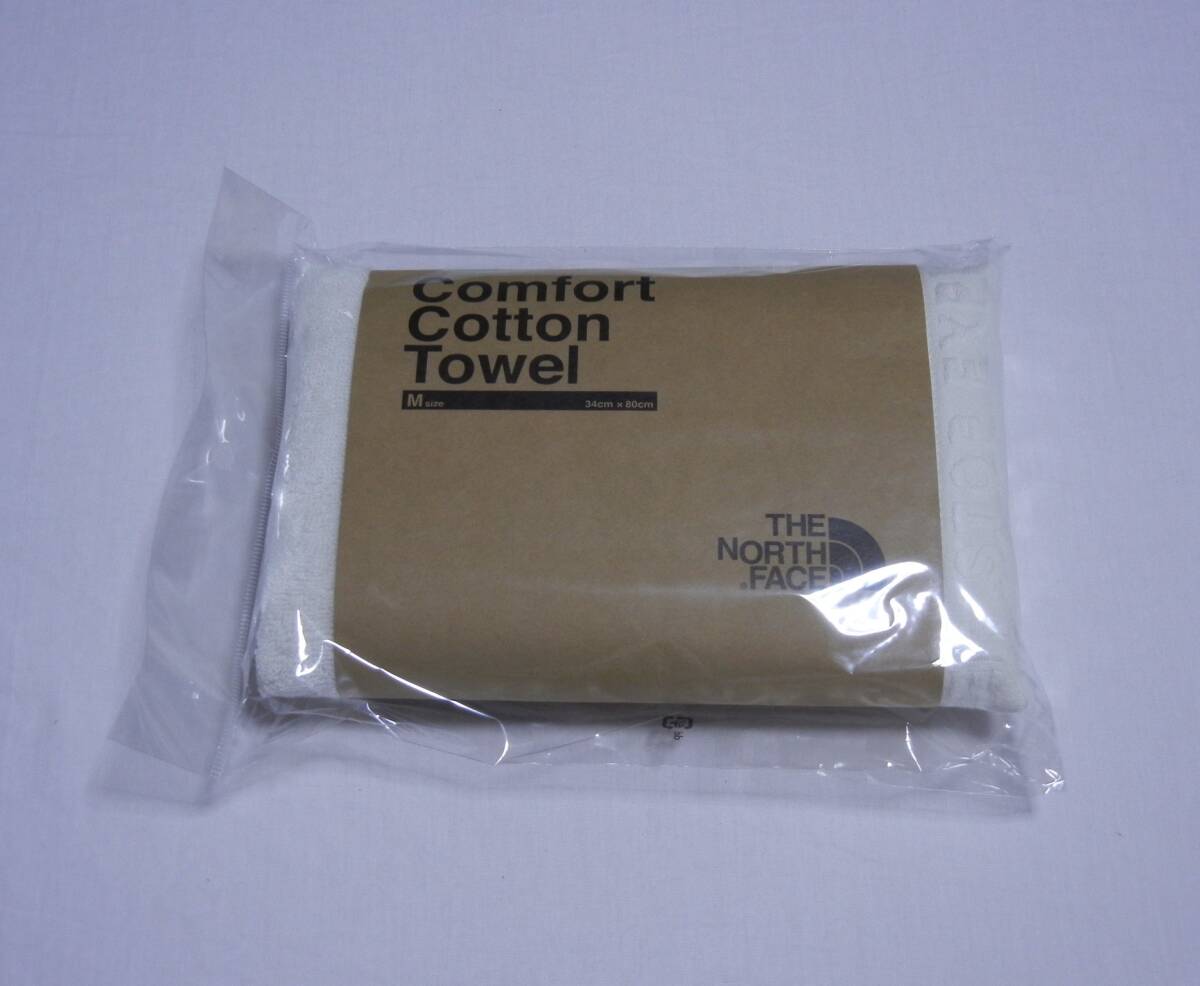 Comfort
Cotton
Towel
M size 34cm × 80cm
THE
NORTH
FACE